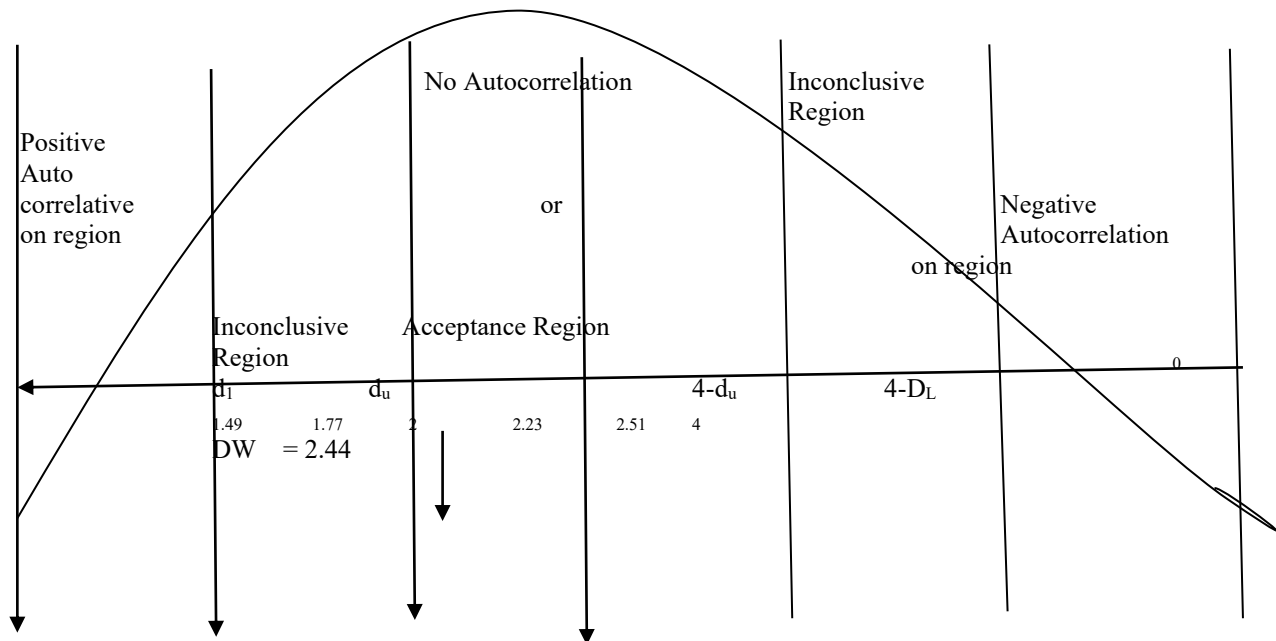 No Autocorrelation
Inconclusive
Region
Positive
Auto
correlative
on region
or
Negative
Autocorrelation
on region
Inconclusive
Region
Acceptance Region
0
d₁ dᵤ 4-dᵤ 4-D_L
1.49 1.77 2 2.23 2.51 4
DW = 2.44